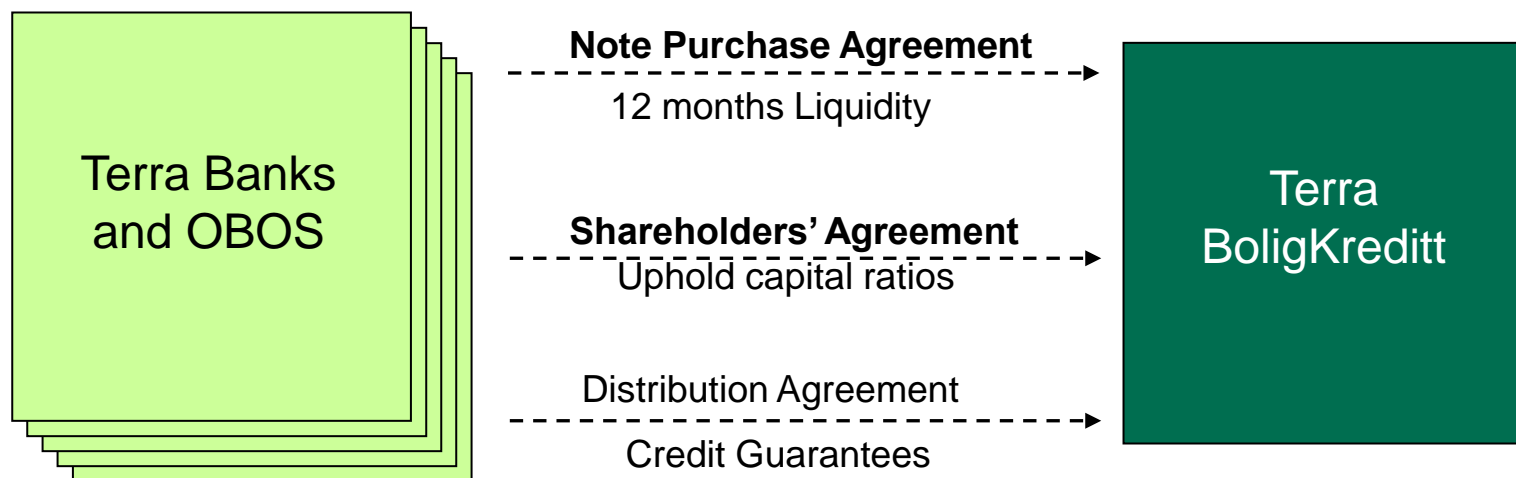 Terra Banks
and OBOS
Note Purchase Agreement
12 months Liquidity
Shareholders’ Agreement
Uphold capital ratios
Distribution Agreement
Credit Guarantees
Terra
BoligKreditt